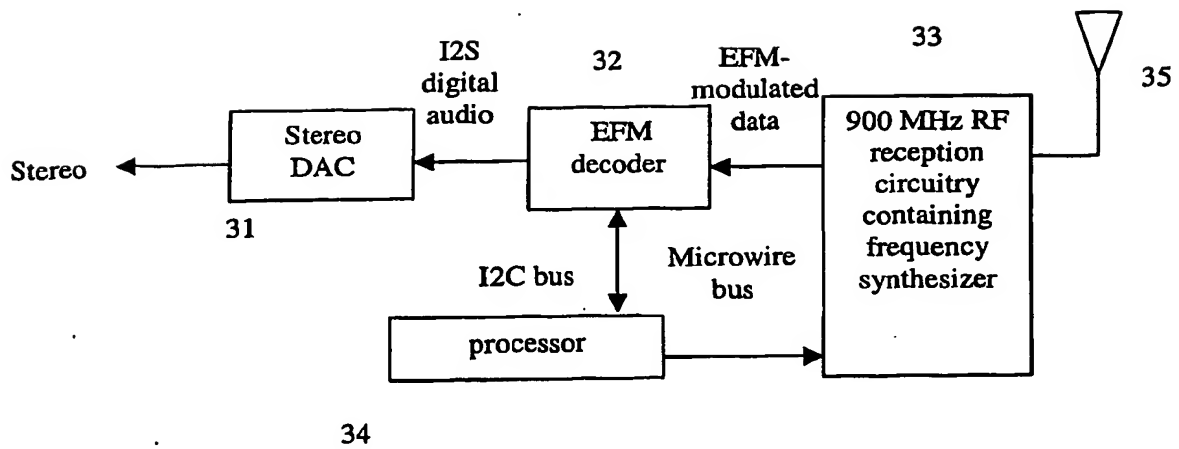 33
35
I2S
digital
audio
32
EFM-
modulated
data
Stereo
DAC
EFM
decoder
900 MHz RF
reception
circuitry
containing
frequency
synthesizer
Stereo
31
I2C bus
Microwire
bus
processor
34